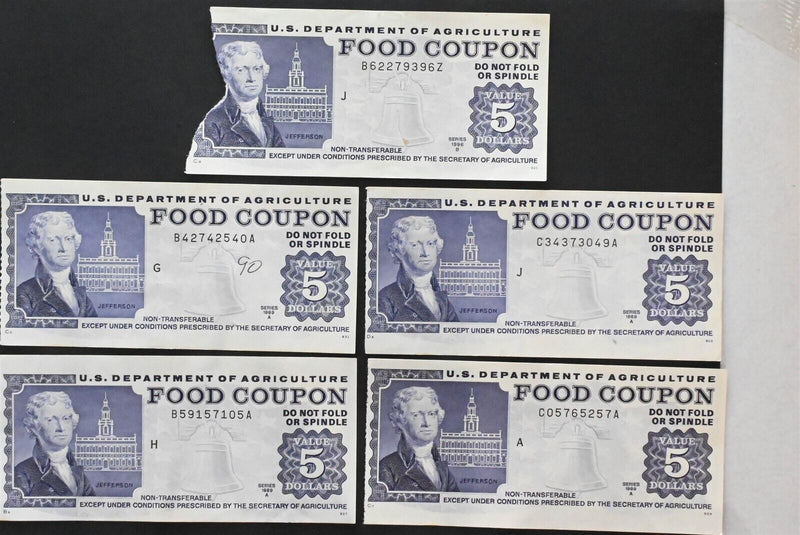 U.S. DEPARTMENT OF AGRICULTURE
FOOD COUPON
B62279396Z
DO NOT FOLD
OR SPINDLE
J
VALUE
5
DOLLARS
JEFFERSON
SERIES
1996
B
NON-TRANSFERABLE
EXCEPT UNDER CONDITIONS PRESCRIBED BY THE SECRETARY OF AGRICULTURE
U.S. DEPARTMENT OF AGRICULTURE
FOOD COUPON
B42742540A
DO NOT FOLD
OR SPINDLE
G
90
VALUE
5
DOLLARS
JEFFERSON
SERIES
1989
A
NON-TRANSFERABLE
EXCEPT UNDER CONDITIONS PRESCRIBED BY THE SECRETARY OF AGRICULTURE
U.S. DEPARTMENT OF AGRICULTURE
FOOD COUPON
C34373049A
DO NOT FOLD
OR SPINDLE
J
VALUE
5
DOLLARS
JEFFERSON
SERIES
1989
A
NON-TRANSFERABLE
EXCEPT UNDER CONDITIONS PRESCRIBED BY THE SECRETARY OF AGRICULTURE
U.S. DEPARTMENT OF AGRICULTURE
FOOD COUPON
B59157105A
DO NOT FOLD
OR SPINDLE
H
VALUE
5
DOLLARS
JEFFERSON
SERIES
1989
A
NON-TRANSFERABLE
EXCEPT UNDER CONDITIONS PRESCRIBED BY THE SECRETARY OF AGRICULTURE
U.S. DEPARTMENT OF AGRICULTURE
FOOD COUPON
C05765257A
DO NOT FOLD
OR SPINDLE
A
VALUE
5
DOLLARS
JEFFERSON
SERIES
1989
A
NON-TRANSFERABLE
EXCEPT UNDER CONDITIONS PRESCRIBED BY THE SECRETARY OF AGRICULTURE